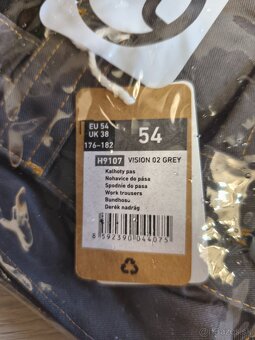 EU 54
UK 38
176-182
54
H9107 VISION 02 GREY
Kalhoty pas
Nohavice do pása
Spodnie do pasa
Work trousers
Bundhosu
Derék nadrág
8 592390 044075